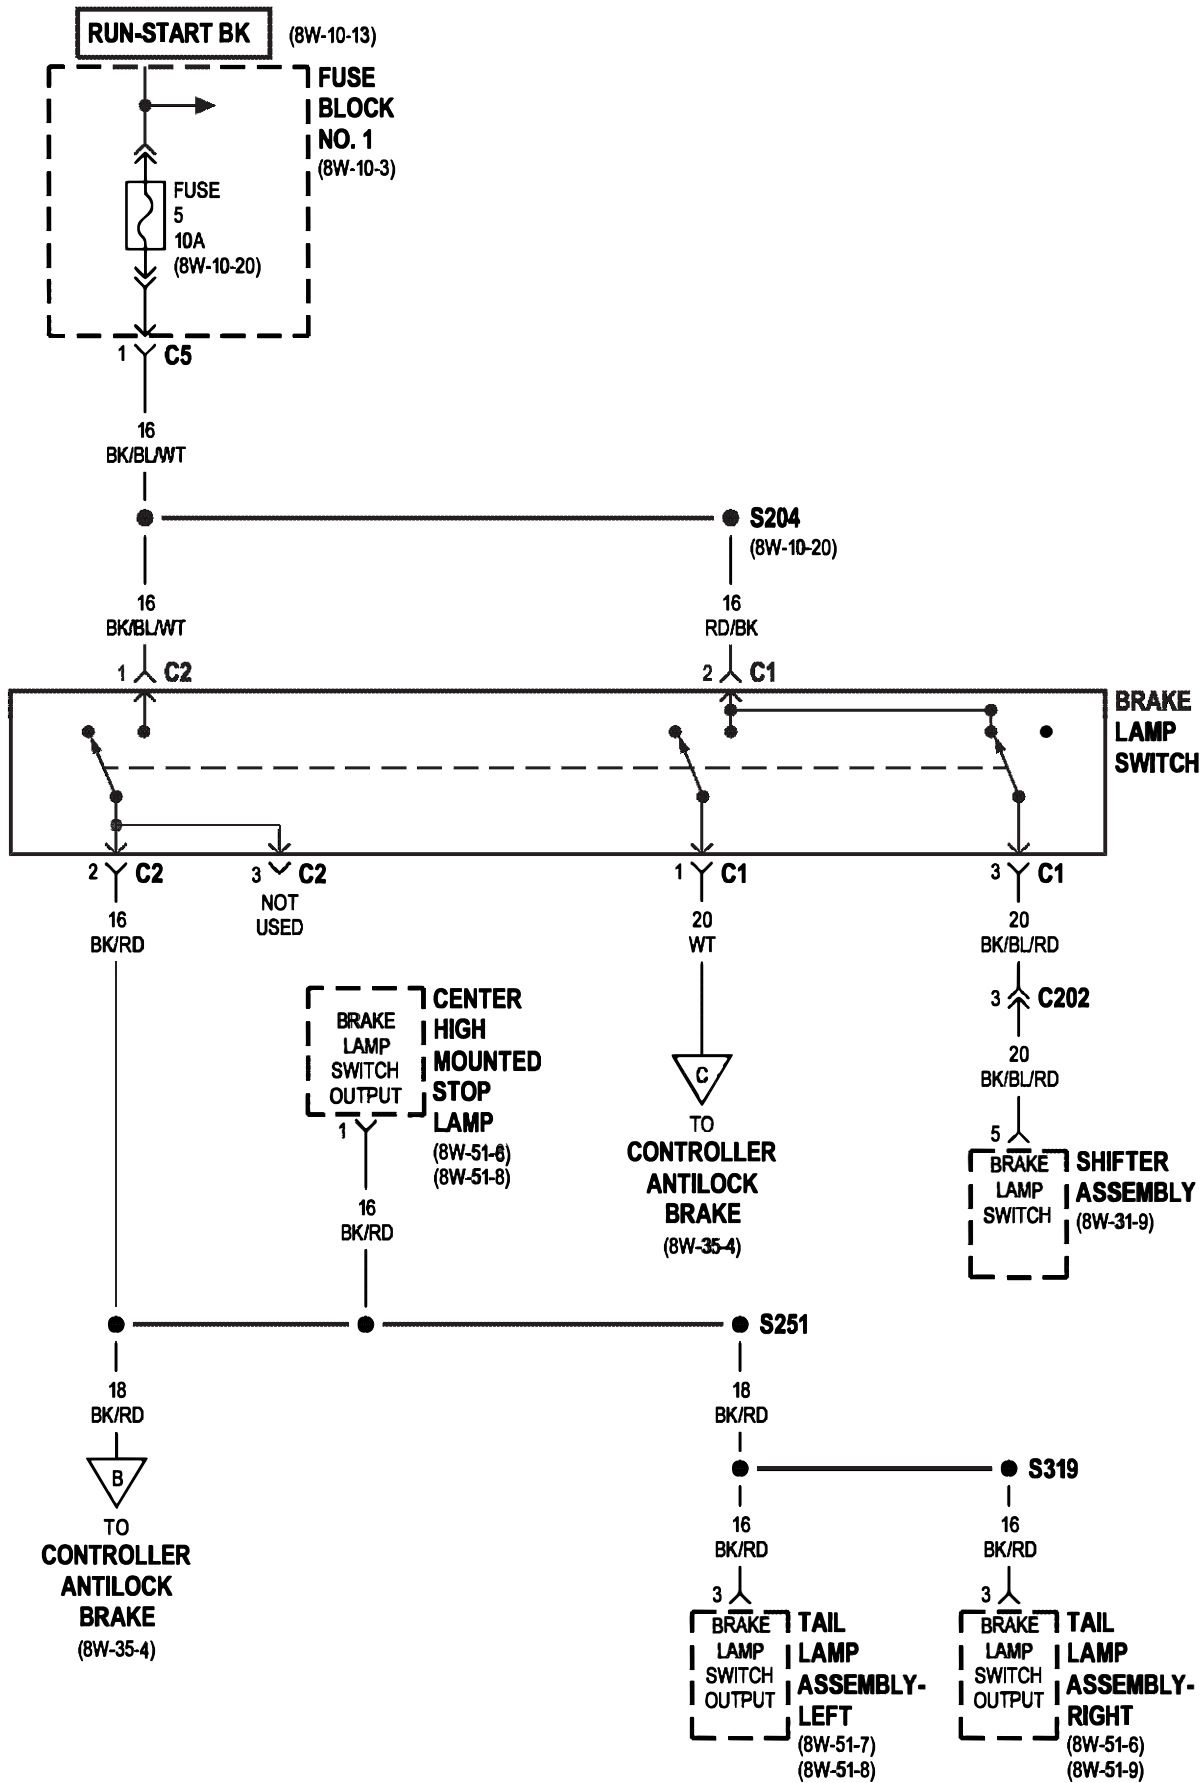 RUN-START BK (8W-10-13)
FUSE
BLOCK
NO. 1
(8W-10-3)
FUSE
5
10A
(8W-10-20)
1 C5
16
BK/BL/WT
S204
(8W-10-20)
16
BK/BL/WT
16
RD/BK
1 C2
2 C1
BRAKE
LAMP
SWITCH
2 C2
3 C2
NOT
USED
1 C1
3 C1
16
BK/RD
20
WT
20
BK/BL/RD
3 C202
20
BK/BL/RD
5
BRAKE
LAMP
SWITCH
SHIFTER
ASSEMBLY
(8W-31-9)
BRAKE
LAMP
SWITCH
OUTPUT
CENTER
HIGH
MOUNTED
STOP
LAMP
(8W-51-6)
(8W-51-8)
1
16
BK/RD
C
TO
CONTROLLER
ANTILOCK
BRAKE
(8W-35-4)
S251
18
BK/RD
B
TO
CONTROLLER
ANTILOCK
BRAKE
(8W-35-4)
18
BK/RD
S319
16
BK/RD
16
BK/RD
3
BRAKE
LAMP
SWITCH
OUTPUT
TAIL
LAMP
ASSEMBLY-
LEFT
(8W-51-7)
(8W-51-8)
3
BRAKE
LAMP
SWITCH
OUTPUT
TAIL
LAMP
ASSEMBLY-
RIGHT
(8W-51-6)
(8W-51-9)